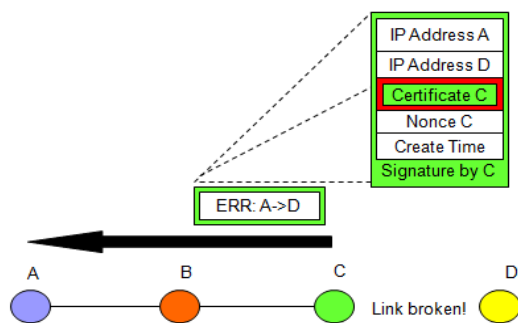 IP Address A
IP Address D
Certificate C
Nonce C
Create Time
Signature by C
ERR: A->D
A
B
C
D
Link broken!